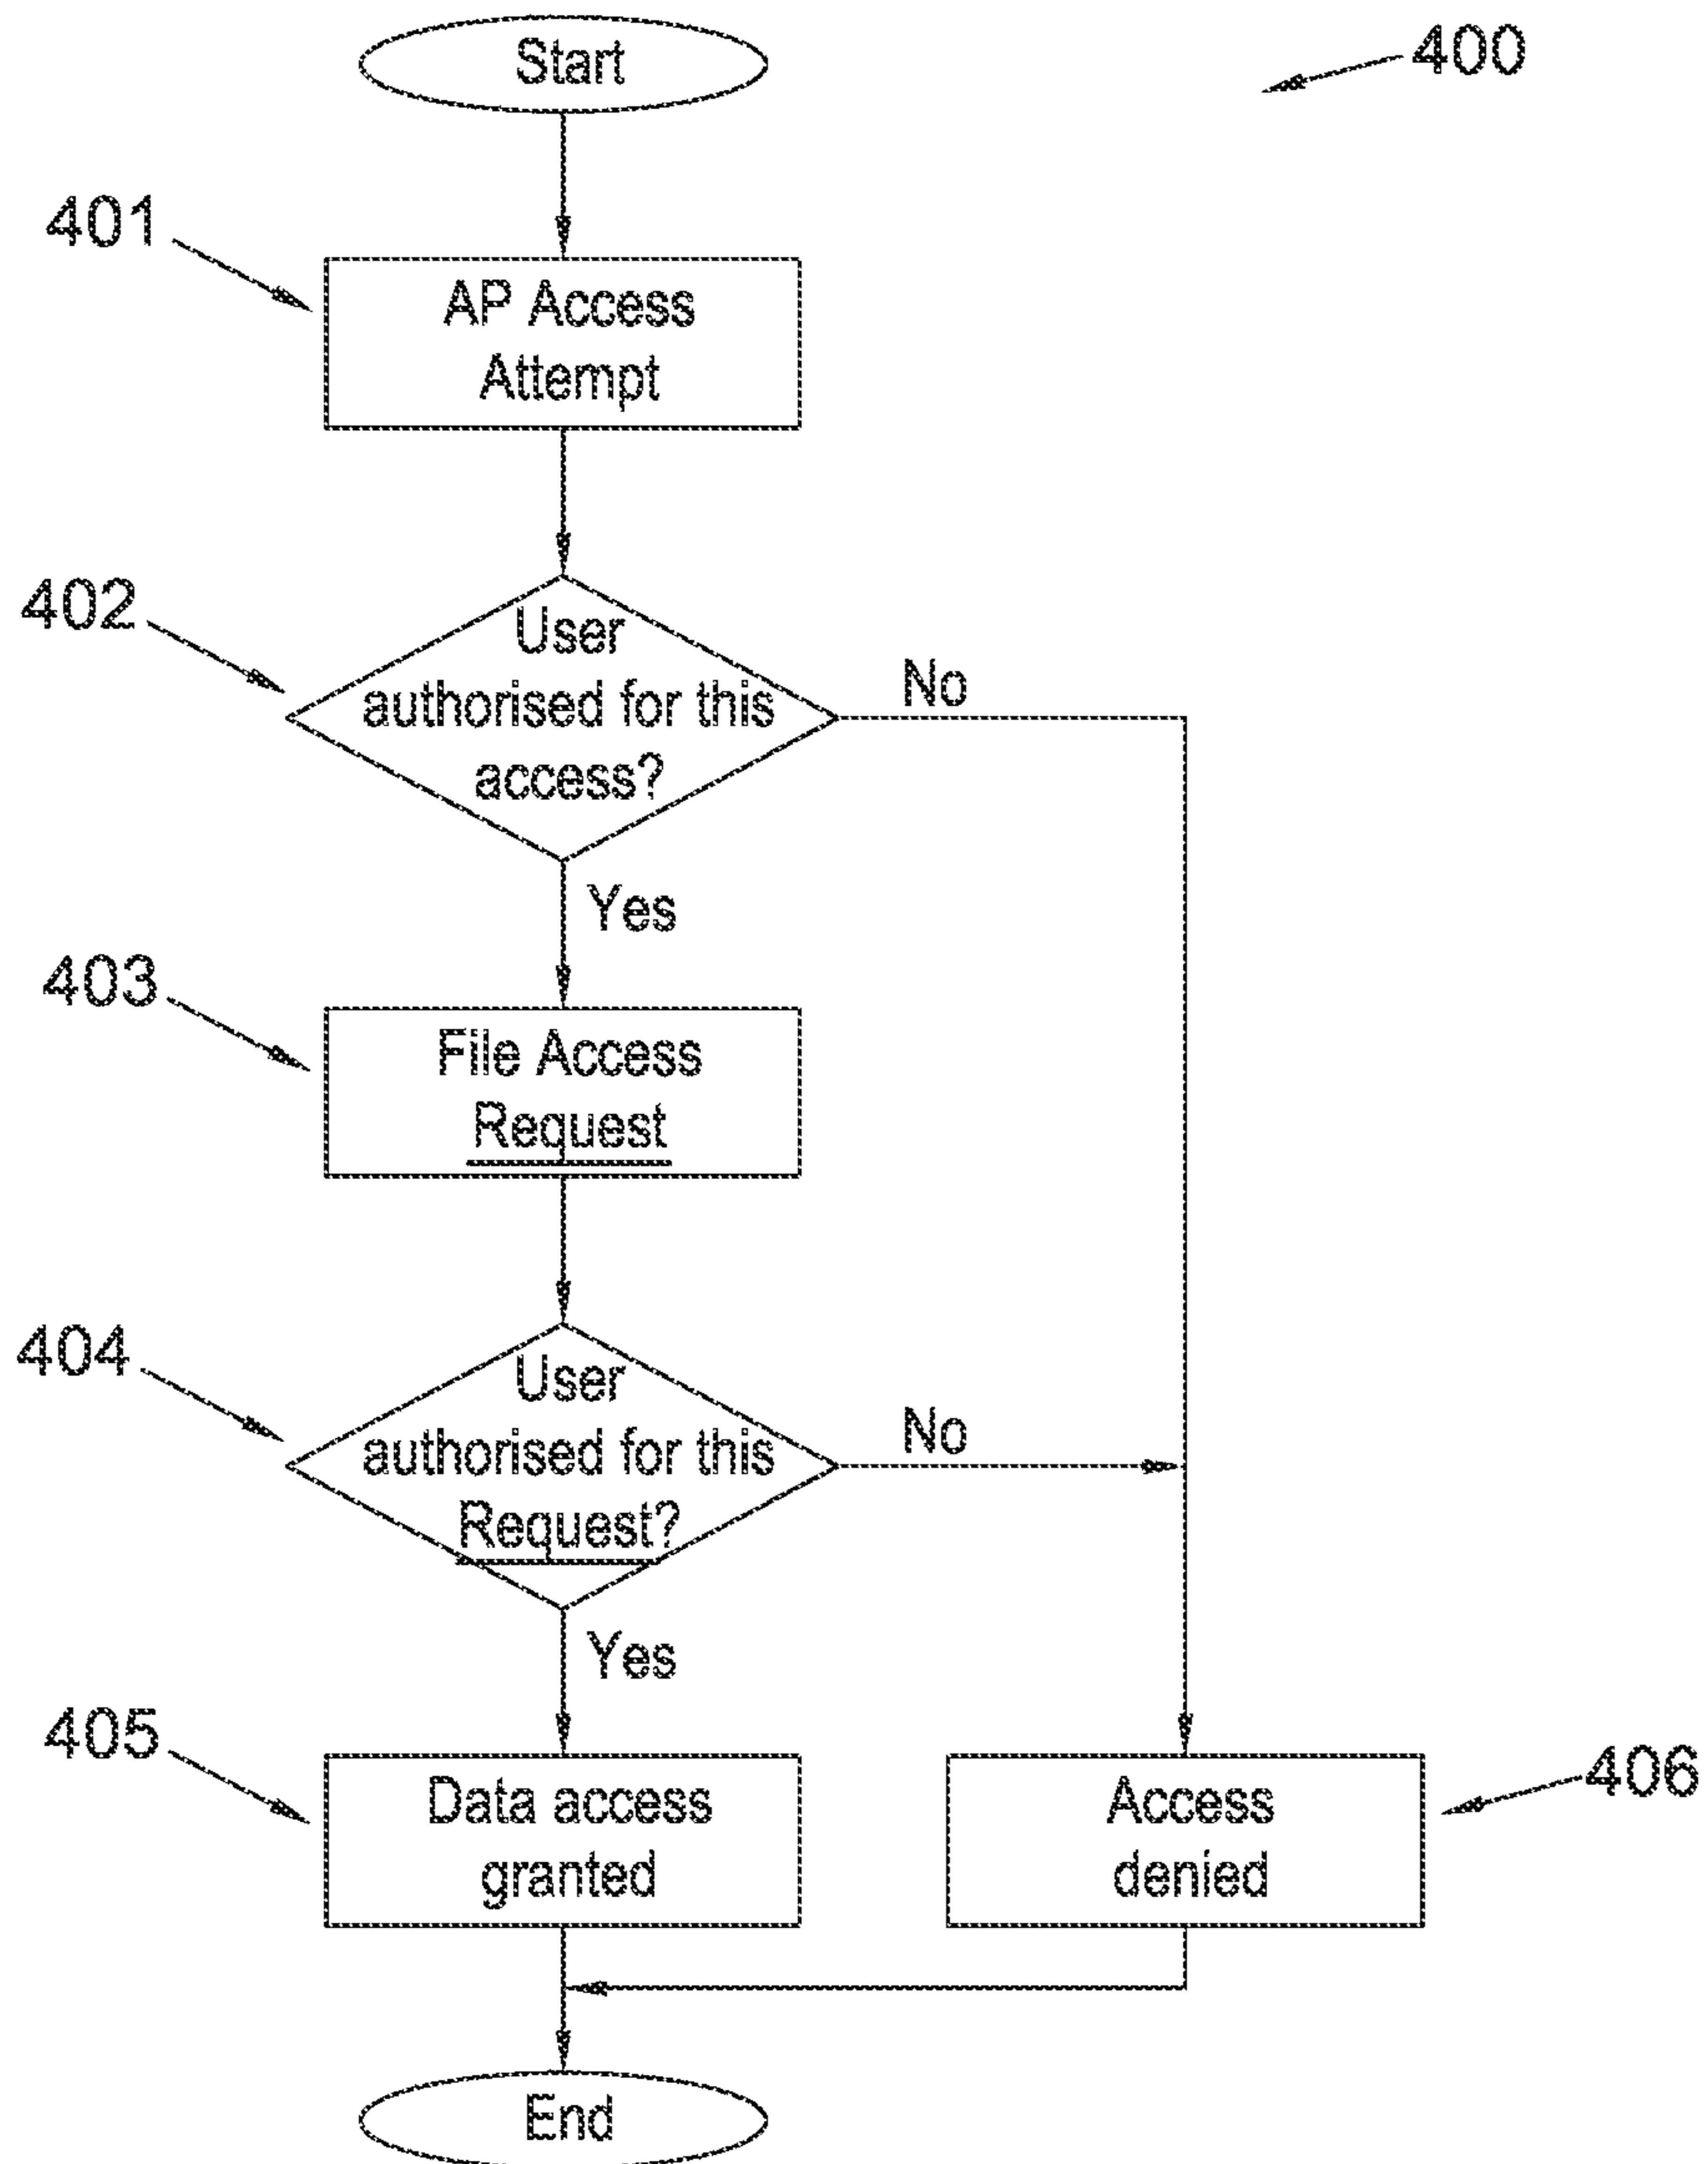 Start
400
401
AP Access
Attempt
402
User
authorised for this
access?
No
Yes
403
File Access
Request
404
User
authorised for this
Request?
No
Yes
405
Data access
granted
Access
denied
406
End